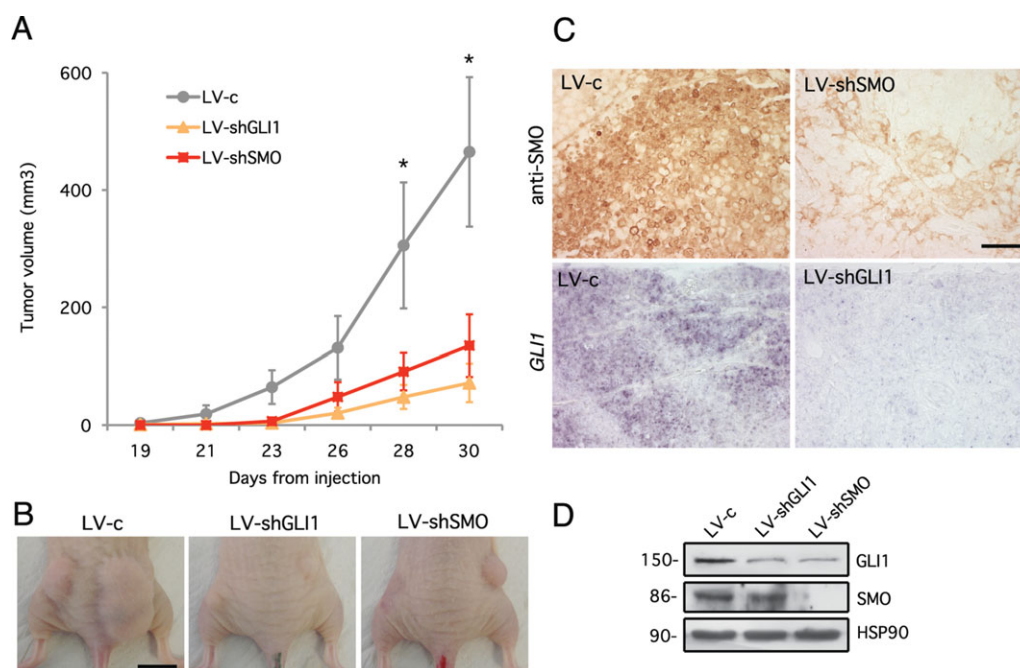 A
600
400
200
0
Tumor volume (mm3)
LV-c
LV-shGLI1
LV-shSMO
*
*
19 21 23 26 28 30
Days from injection
B
LV-c LV-shGLI1 LV-shSMO
C
LV-c LV-shSMO
anti-SMO
LV-c LV-shGLI1
GLI1
D
LV-c LV-shGLI1 LV-shSMO
150- GLI1
86- SMO
90- HSP90